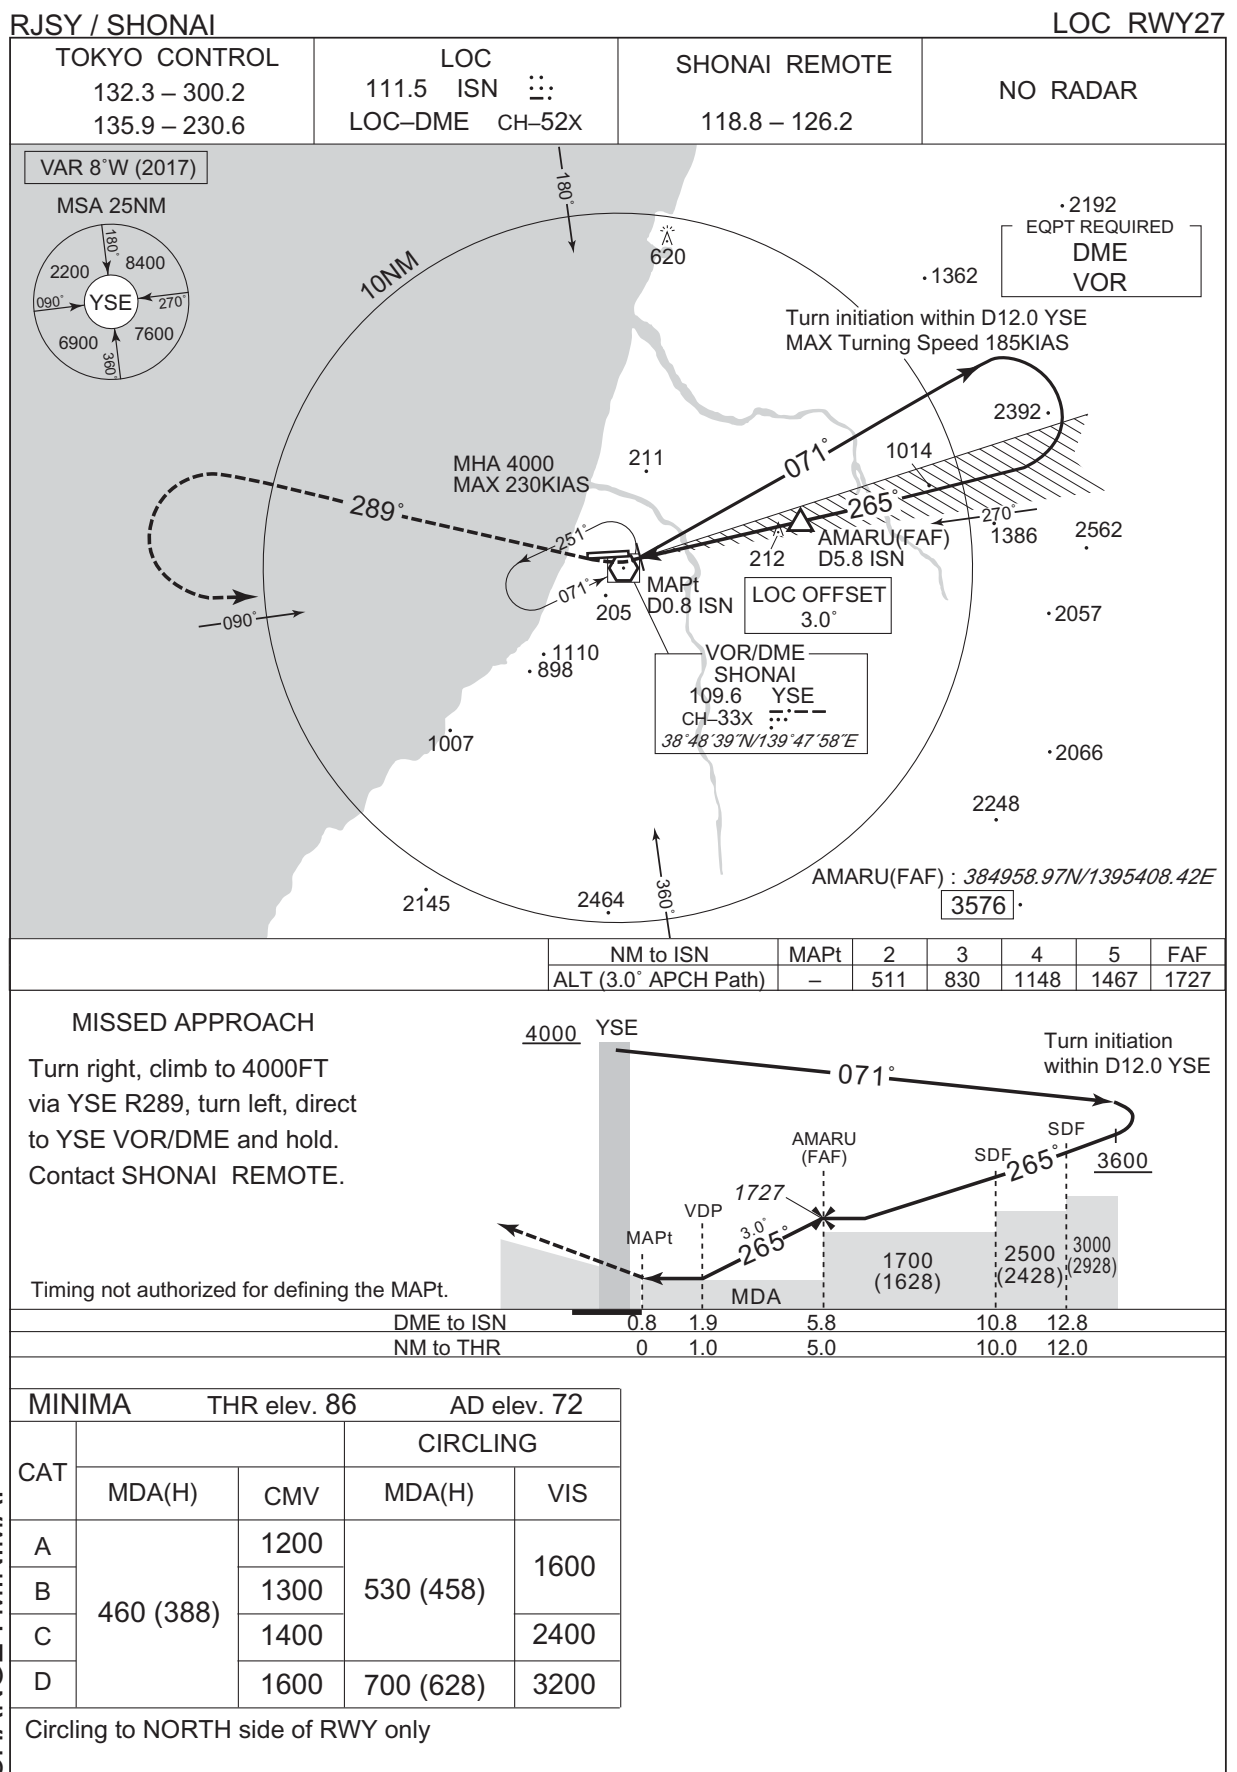 RJSY / SHONAI
LOC RWY27
TOKYO CONTROL
132.3 – 300.2
135.9 – 230.6
LOC
111.5 ISN
LOC–DME CH–52X
SHONAI REMOTE
118.8 – 126.2
NO RADAR
VAR 8°W (2017)
MSA 25NM
180°
2200
8400
090°
YSE
270°
6900
7600
360°
180°
10NM
620
2192
EQPT REQUIRED
DME
VOR
1362
Turn initiation within D12.0 YSE
MAX Turning Speed 185KIAS
2392
071°
1014
211
MHA 4000
MAX 230KIAS
289°
265°
270°
1386
2562
251°
AMARU(FAF)
D5.8 ISN
212
071°
MAPt
D0.8 ISN
205
LOC OFFSET
3.0°
090°
2057
1110
898
VOR/DME
SHONAI
109.6 YSE
CH–33X
38°48′39″N/139°47′58″E
1007
2066
2248
360°
AMARU(FAF) : 384958.97N/1395408.42E
2145
2464
3576
NM to ISN MAPt 2 3 4 5 FAF
ALT (3.0° APCH Path) – 511 830 1148 1467 1727
MISSED APPROACH
Turn right, climb to 4000FT
via YSE R289, turn left, direct
to YSE VOR/DME and hold.
Contact SHONAI REMOTE.
Timing not authorized for defining the MAPt.
4000
YSE
Turn initiation
within D12.0 YSE
071°
AMARU
(FAF)
SDF
SDF
265°
3600
1727
VDP
MAPt
3.0°
265°
MDA
1700
(1628)
2500
(2428)
3000
(2928)
DME to ISN 0.8 1.9 5.8 10.8 12.8
NM to THR 0 1.0 5.0 10.0 12.0
MINIMA THR elev. 86 AD elev. 72
CAT
CIRCLING
MDA(H) CMV MDA(H) VIS
A 1200
B 1300
C 1400 2400
D 1600 700 (628) 3200
460 (388)
530 (458)
1600
Circling to NORTH side of RWY only